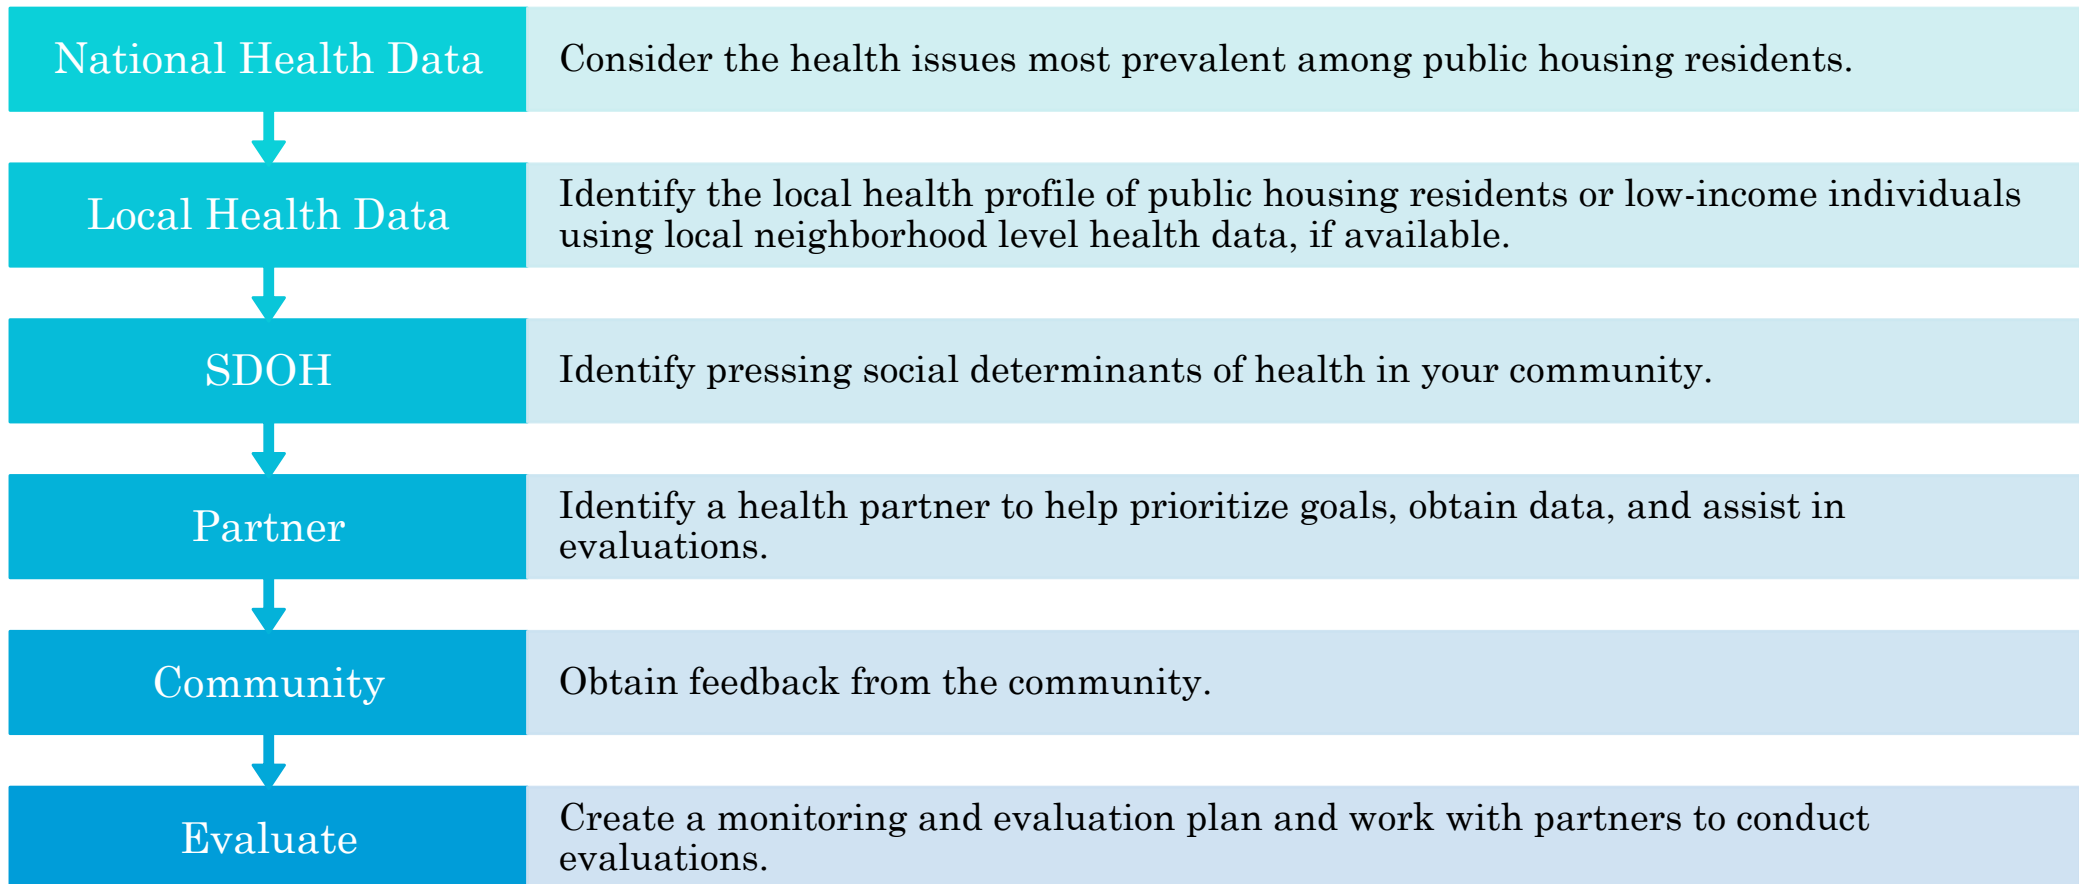 National Health Data
Consider the health issues most prevalent among public housing residents.
Local Health Data
Identify the local health profile of public housing residents or low-income individuals
using local neighborhood level health data, if available.
SDOH
Identify pressing social determinants of health in your community.
Partner
Identify a health partner to help prioritize goals, obtain data, and assist in
evaluations.
Community
Obtain feedback from the community.
Evaluate
Create a monitoring and evaluation plan and work with partners to conduct
evaluations.